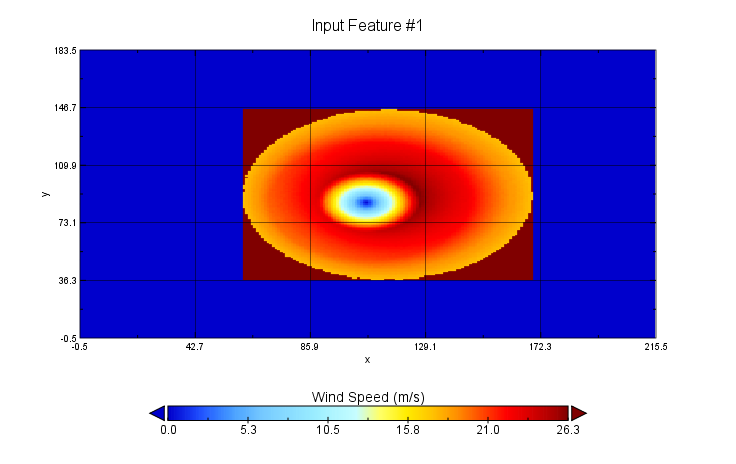 Input Feature #1
183.5
146.7
109.9
73.1
36.3
-0.5
y
-0.5 42.7 85.9 129.1 172.3 215.5
x
Wind Speed (m/s)
0.0 5.3 10.5 15.8 21.0 26.3